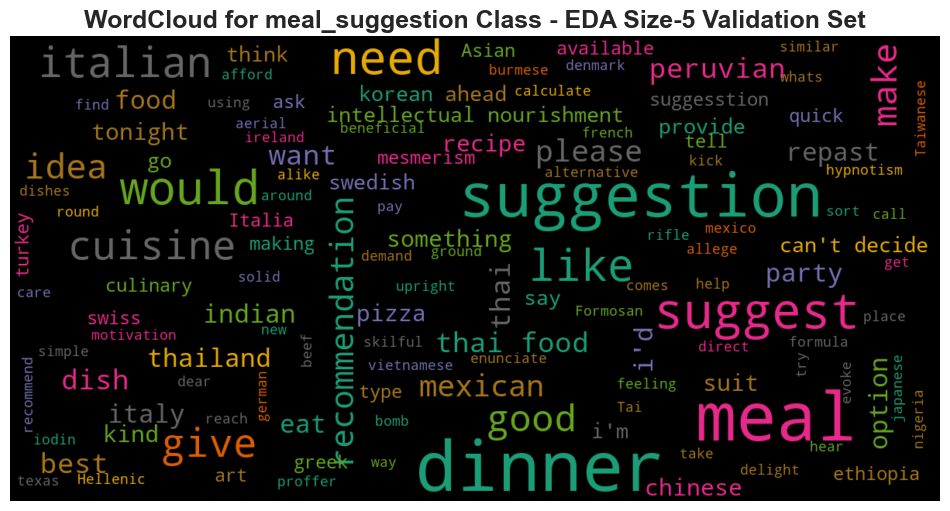 WordCloud for meal_suggestion Class - EDA Size-5 Validation Set
italian think need Asian available similar make
afford burmese denmark peruvian whats
find food using ask korean ahead calculate suggesstion Taiwanese
tonight aerial ireland intellectual nourishment beneficial french provide quick
idea go want mesmerism recipe please tell repast
dishes would alike swedish alternative kick hypnotism
round around pay suggestion sort call
turkey cuisine Italia making something like rifle mexico can't decide
care culinary solid demand ground allege get
recommendation upright thai say comes help party
swiss indian pizza Formosan suggest place
motivation new skilful thai food i'd direct formula
simple thailand beef vietnamese enunciate try
recommend dish dear type mexican feeling suit evoke option japanese
italy reach german bomb good Tai meal nigeria
iodin kind give eat i'm hear
best art greek way dinner take delight ethiopia
texas Hellenic proffer chinese